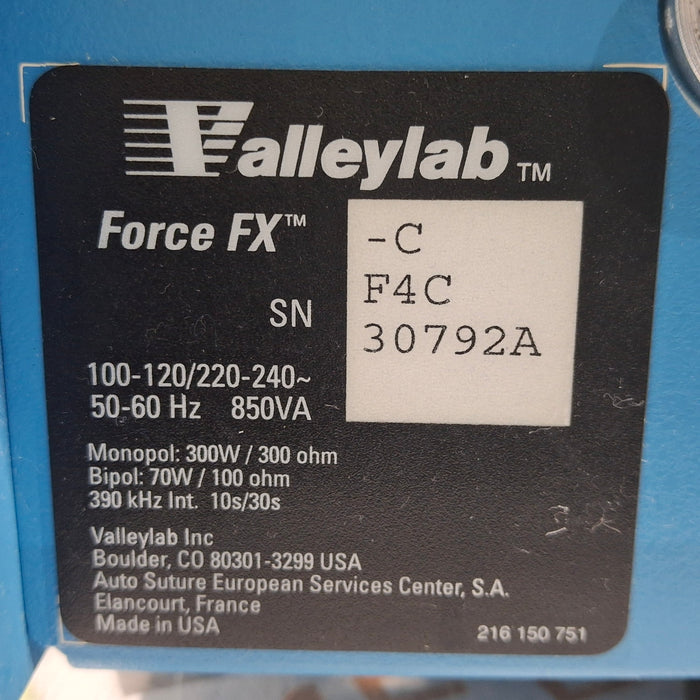 Valleylab™
Force FX™ -C
F4C
SN 30792A
100-120/220-240~
50-60 Hz 850VA
Monopol: 300W / 300 ohm
Bipol: 70W / 100 ohm
390 kHz Int. 10s/30s
Valleylab Inc
Boulder, CO 80301-3299 USA
Auto Suture European Services Center, S.A.
Elancourt, France
Made in USA
216 150 751